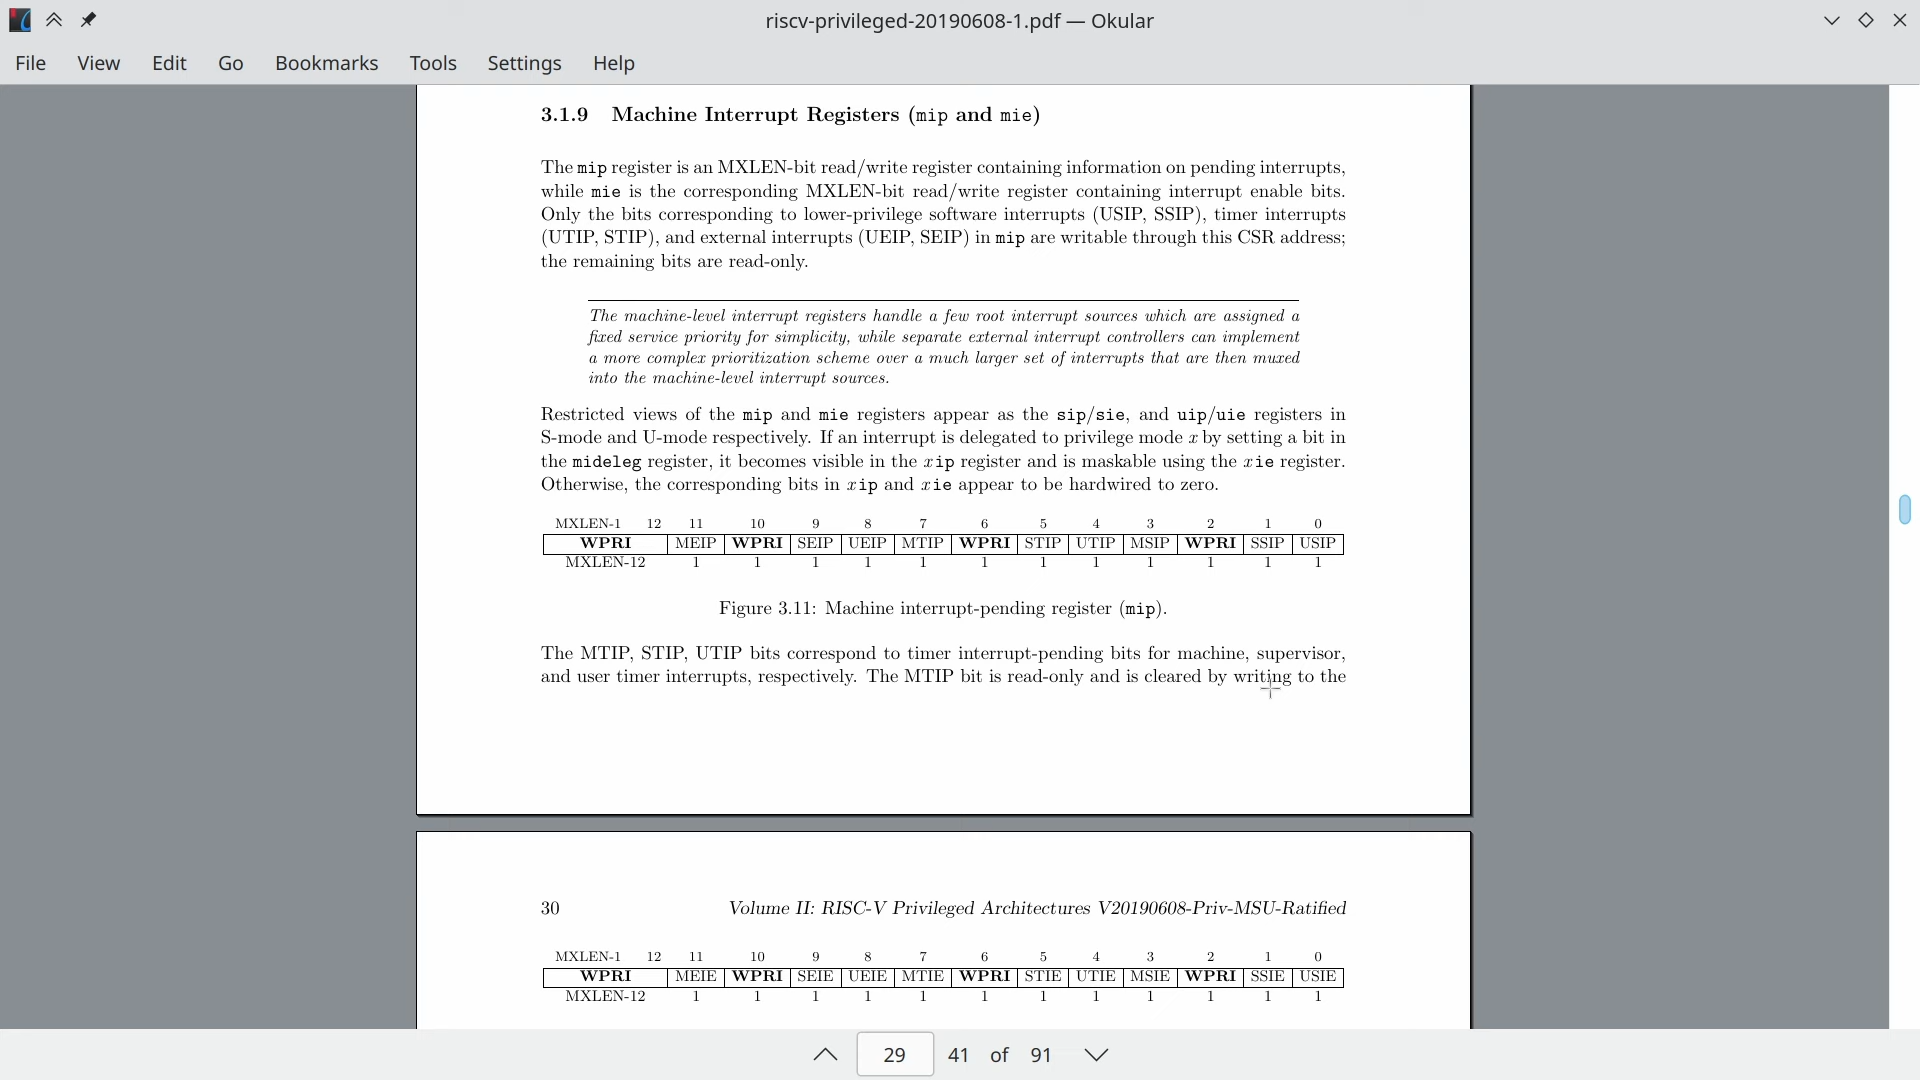 riscv-privileged-20190608-1.pdf — Okular
File View Edit Go Bookmarks Tools Settings Help
3.1.9 Machine Interrupt Registers (mip and mie)
The mip register is an MXLEN-bit read/write register containing information on pending interrupts,
while mie is the corresponding MXLEN-bit read/write register containing interrupt enable bits.
Only the bits corresponding to lower-privilege software interrupts (USIP, SSIP), timer interrupts
(UTIP, STIP), and external interrupts (UEIP, SEIP) in mip are writable through this CSR address;
the remaining bits are read-only.
The machine-level interrupt registers handle a few root interrupt sources which are assigned a
fixed service priority for simplicity, while separate external interrupt controllers can implement
a more complex prioritization scheme over a much larger set of interrupts that are then muxed
into the machine-level interrupt sources.
Restricted views of the mip and mie registers appear as the sip/sie, and uip/uie registers in
S-mode and U-mode respectively. If an interrupt is delegated to privilege mode x by setting a bit in
the mideleg register, it becomes visible in the xip register and is maskable using the xie register.
Otherwise, the corresponding bits in xip and xie appear to be hardwired to zero.
MXLEN-1 12 11 10 9 8 7 6 5 4 3 2 1 0
WPRI MEIP WPRI SEIP UEIP MTIP WPRI STIP UTIP MSIP WPRI SSIP USIP
MXLEN-12 1 1 1 1 1 1 1 1 1 1 1 1
Figure 3.11: Machine interrupt-pending register (mip).
The MTIP, STIP, UTIP bits correspond to timer interrupt-pending bits for machine, supervisor,
and user timer interrupts, respectively. The MTIP bit is read-only and is cleared by writing to the
30 Volume II: RISC-V Privileged Architectures V20190608-Priv-MSU-Ratified
MXLEN-1 12 11 10 9 8 7 6 5 4 3 2 1 0
WPRI MEIE WPRI SEIE UEIE MTIE WPRI STIE UTIE MSIE WPRI SSIE USIE
MXLEN-12 1 1 1 1 1 1 1 1 1 1 1 1
29 41 of 91